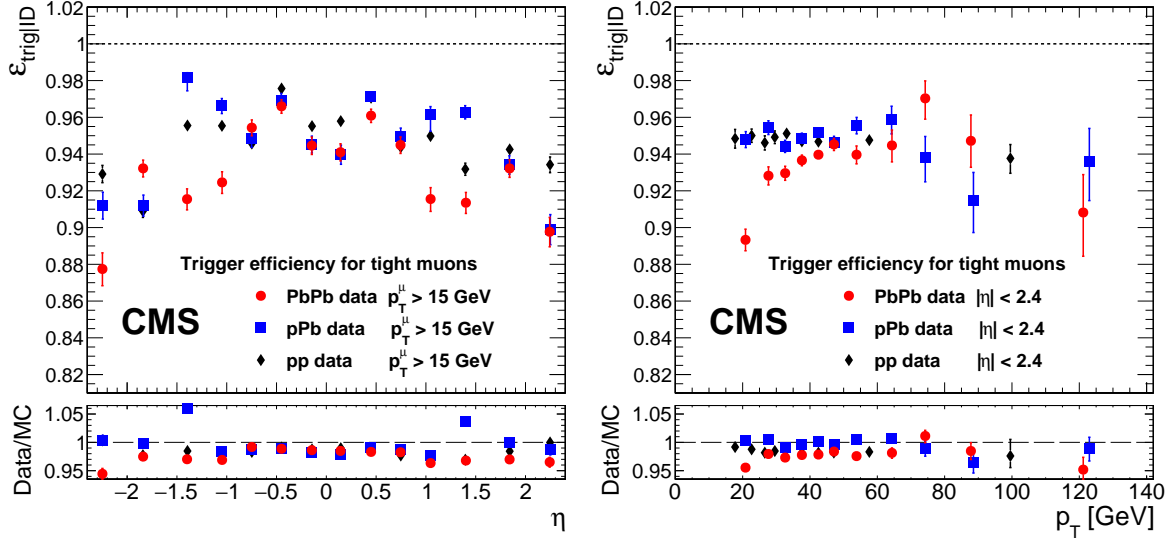 ε_trig|ID
1.02
1
0.98
0.96
0.94
0.92
0.9
0.88
0.86
0.84
0.82
Trigger efficiency for tight muons
PbPb data p_T^μ > 15 GeV
CMS
pPb data p_T^μ > 15 GeV
pp data p_T^μ > 15 GeV
Data/MC
1.05
1
0.95
−2 −1.5 −1 −0.5 0 0.5 1 1.5 2
η
ε_trig|ID
1.02
1
0.98
0.96
0.94
0.92
0.9
0.88
0.86
0.84
0.82
Trigger efficiency for tight muons
PbPb data |η| < 2.4
CMS
pPb data |η| < 2.4
pp data |η| < 2.4
Data/MC
1.05
1
0.95
0 20 40 60 80 100 120 140
p_T [GeV]